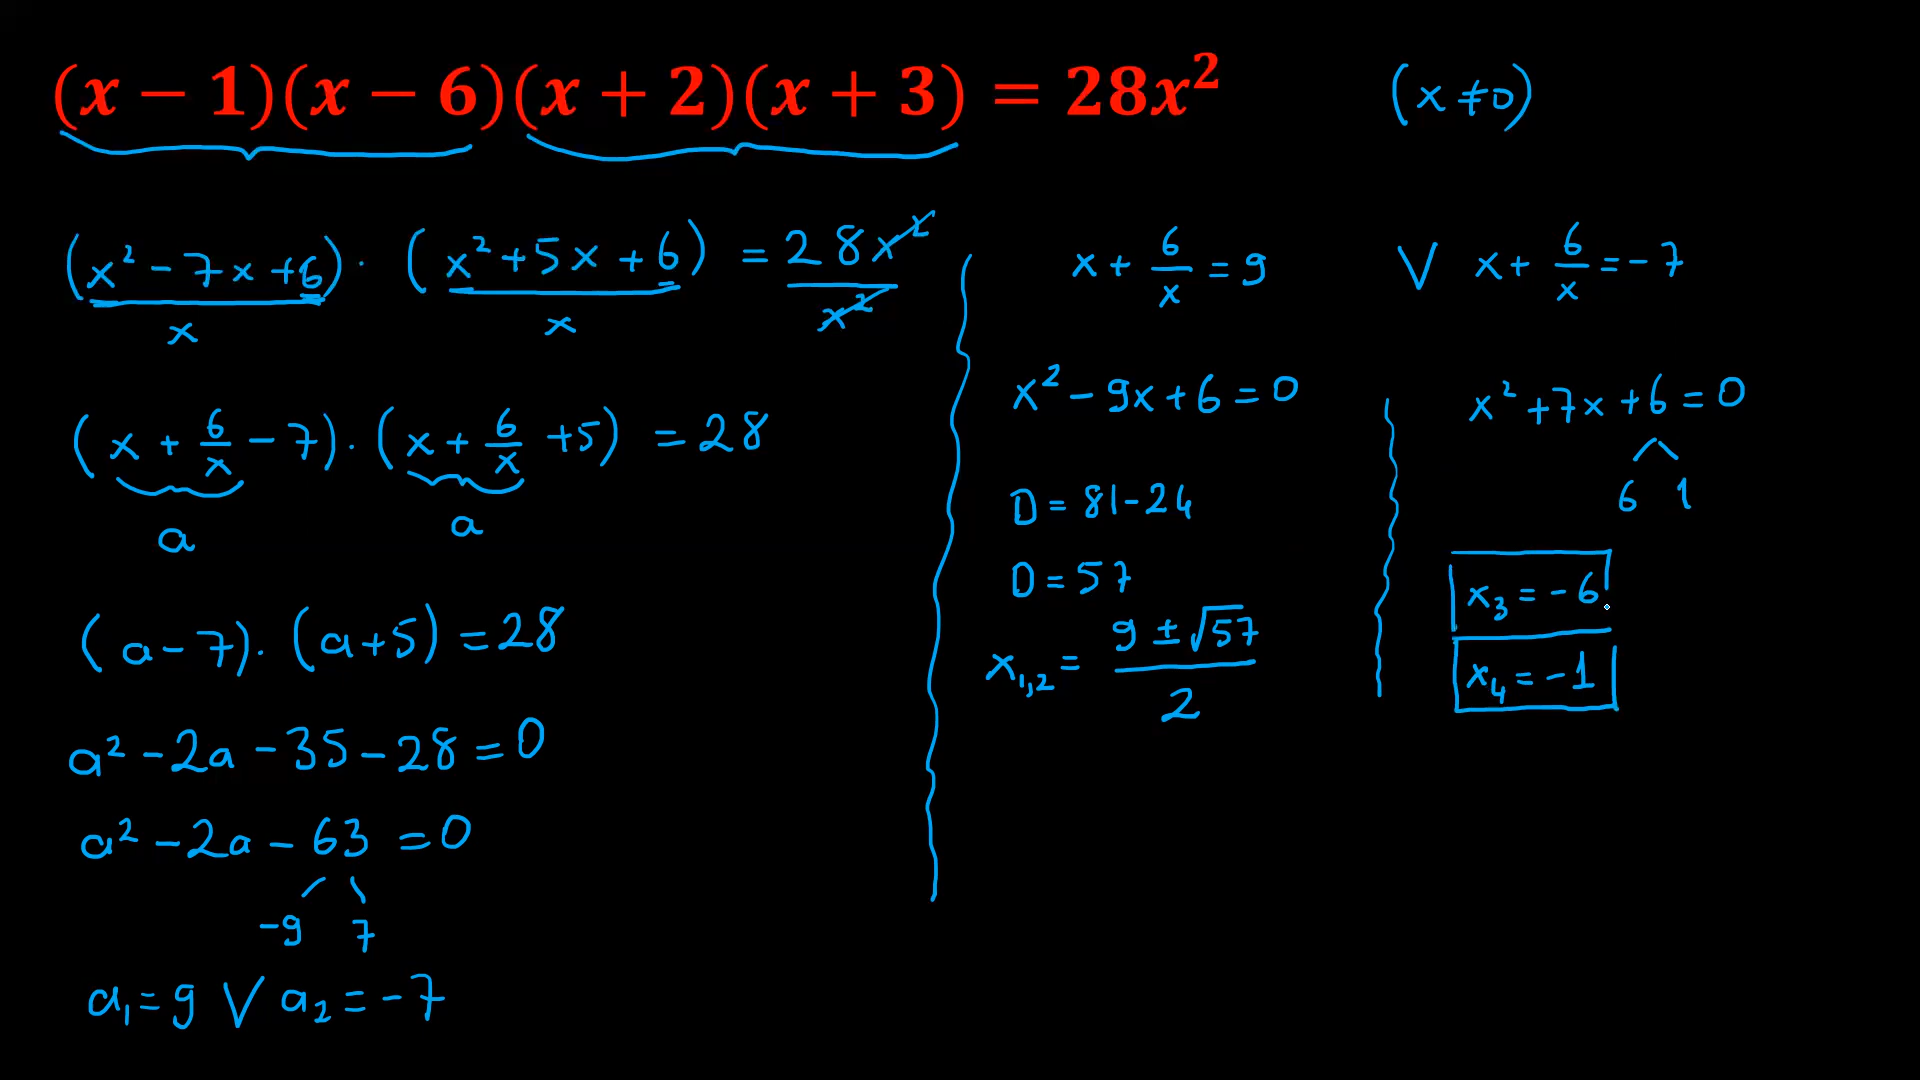 (x − 1)(x − 6)(x + 2)(x + 3) = 28x² (x ≠ 0)
(x² − 7x + 6) · (x² + 5x + 6) = 28x²
x x x²
(x + 6/x − 7) · (x + 6/x + 5) = 28
a a
(a − 7) · (a + 5) = 28
a² − 2a − 35 − 28 = 0
a² − 2a − 63 = 0
−9 7
a₁ = 9 V a₂ = −7
x + 6/x = 9 V x + 6/x = −7
x² − 9x + 6 = 0
D = 81 − 24
D = 57
x₁,₂ = (9 ± √57)/2
x² + 7x + 6 = 0
6 1
x₃ = −6
x₄ = −1